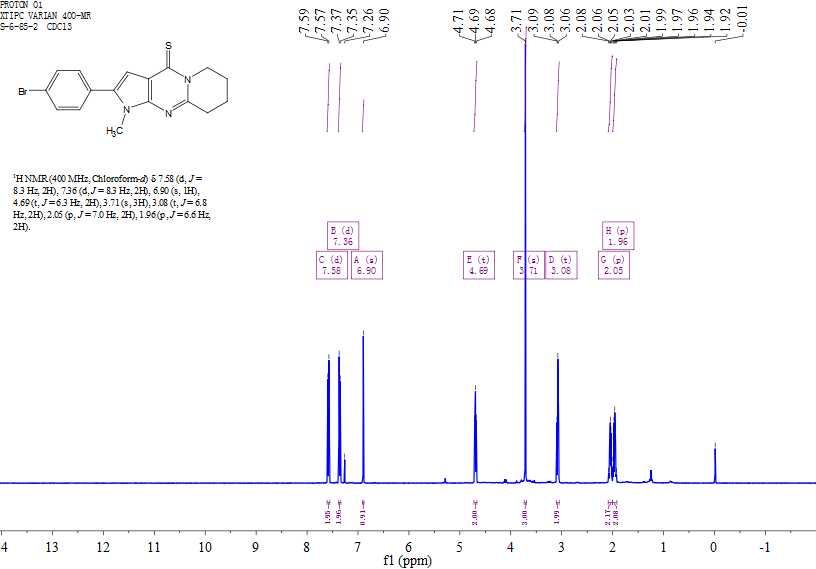 PROTON 01
XTIPC VARIAN 400-MR
S-6-85-2 CDCl3
7.59
7.57
7.37
7.35
7.26
6.90
4.71
4.69
4.68
3.71
3.09
3.08
3.06
2.08
2.06
2.05
2.03
2.01
1.99
1.97
1.96
1.94
1.92
-0.01
S
N
Br
N
N
H₃C
¹H NMR (400 MHz, Chloroform-d) δ 7.58 (d, J =
8.3 Hz, 2H), 7.36 (d, J = 8.3 Hz, 2H), 6.90 (s, 1H),
4.69 (t, J = 6.3 Hz, 2H), 3.71 (s, 3H), 3.08 (t, J = 6.8
Hz, 2H), 2.05 (p, J = 7.0 Hz, 2H), 1.96 (p, J = 6.6 Hz,
2H).
B (d)
7.36
H (p)
1.96
C (d)
7.58
A (s)
6.90
E (t)
4.69
F (s)
3.71
D (t)
3.08
G (p)
2.05
1.95
1.96
0.91
2.00
3.00
1.99
2.17
2.08
4 13 12 11 10 9 8 7 6 5 4 3 2 1 0 -1
f1 (ppm)